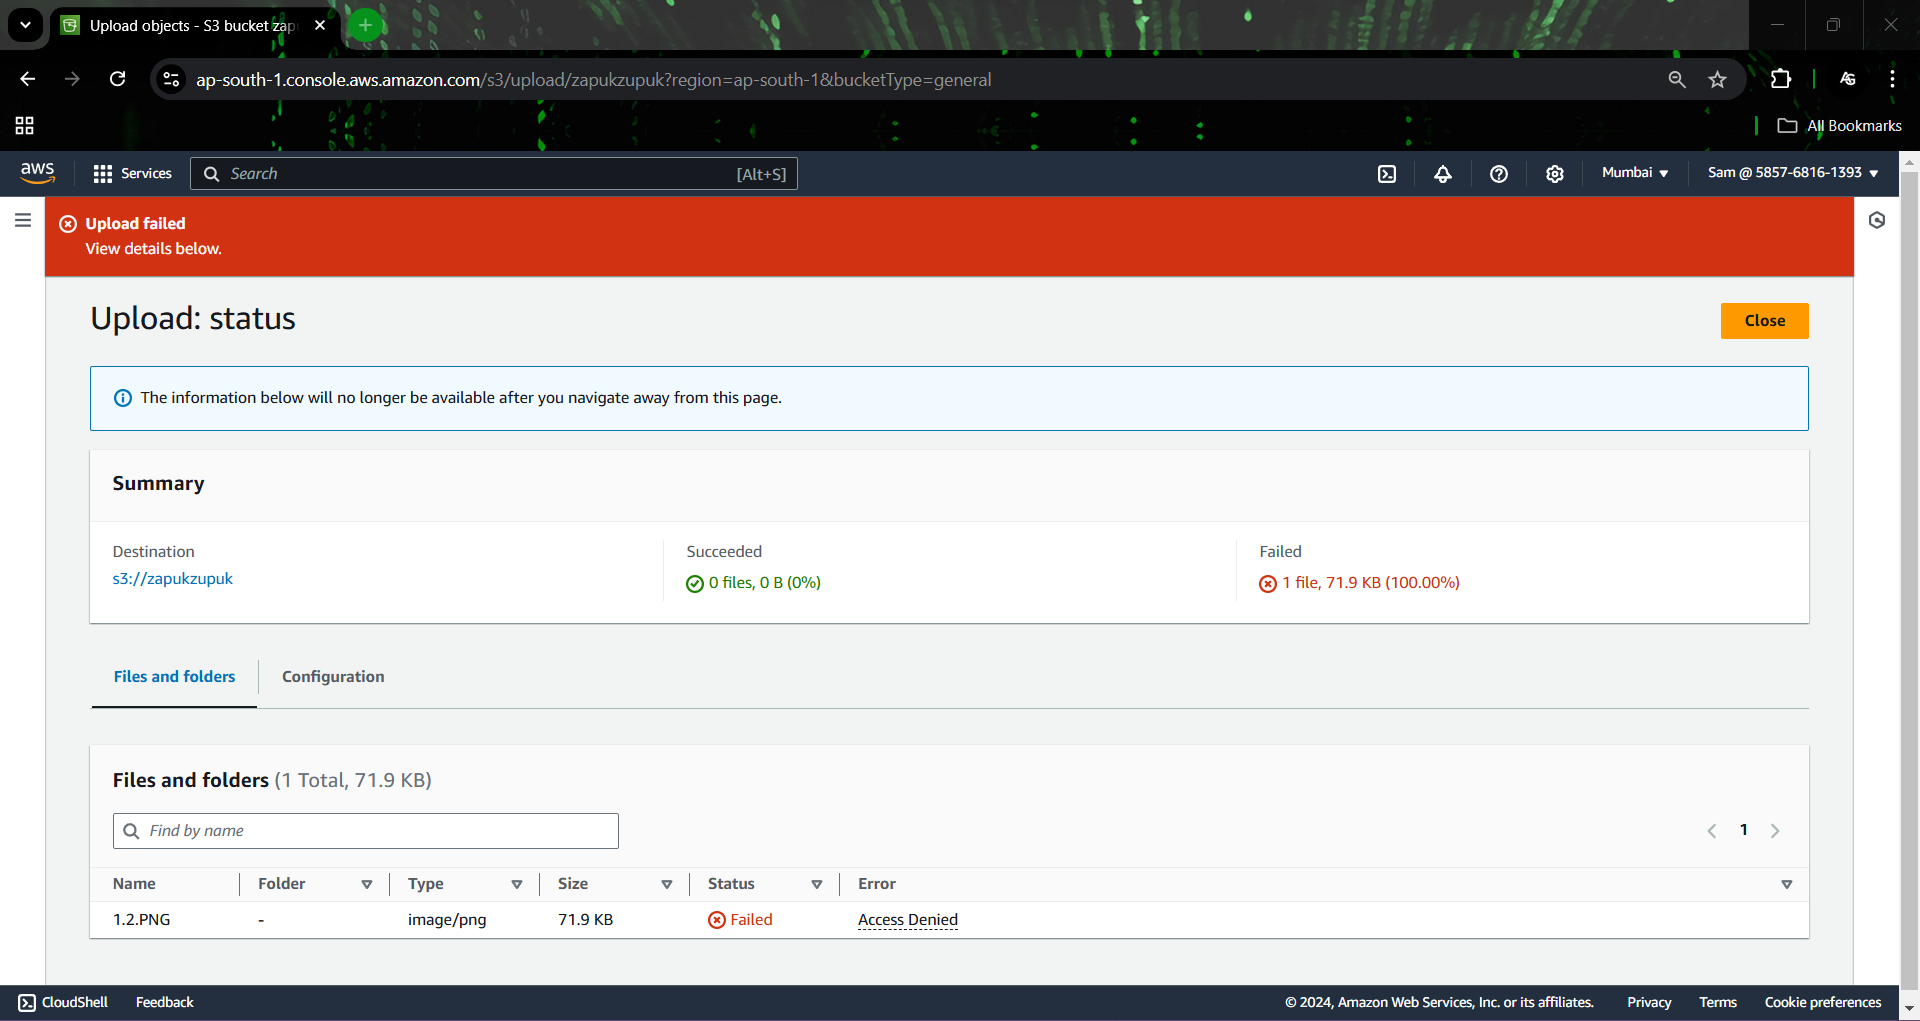 Upload objects - S3 bucket zap
ap-south-1.console.aws.amazon.com/s3/upload/zapukzupuk?region=ap-south-1&bucketType=general
All Bookmarks
aws
Services
Search
[Alt+S]
Mumbai
Sam @ 5857-6816-1393
Upload failed
View details below.
Upload: status
Close
The information below will no longer be available after you navigate away from this page.
Summary
Destination
s3://zapukzupuk
Succeeded
0 files, 0 B (0%)
Failed
1 file, 71.9 KB (100.00%)
Files and folders
Configuration
Files and folders (1 Total, 71.9 KB)
Find by name
1
Name Folder Type Size Status Error
1.2.PNG - image/png 71.9 KB Failed Access Denied
CloudShell Feedback © 2024, Amazon Web Services, Inc. or its affiliates. Privacy Terms Cookie preferences